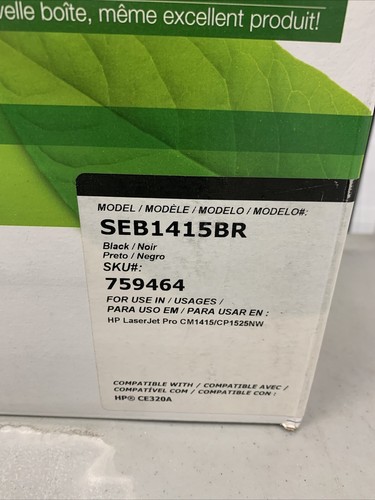 boîte, même excellent produit!
MODEL / MODÈLE / MODELO / MODELO#:
SEB1415BR
Black / Noir
Preto / Negro
SKU#:
759464
FOR USE IN / USAGES /
PARA USO EM / PARA USAR EN :
HP LaserJet Pro CM1415/CP1525NW
COMPATIBLE WITH / COMPATIBLE AVEC /
COMPATÍVEL COM / COMPATIBLE CON :
HP® CE320A